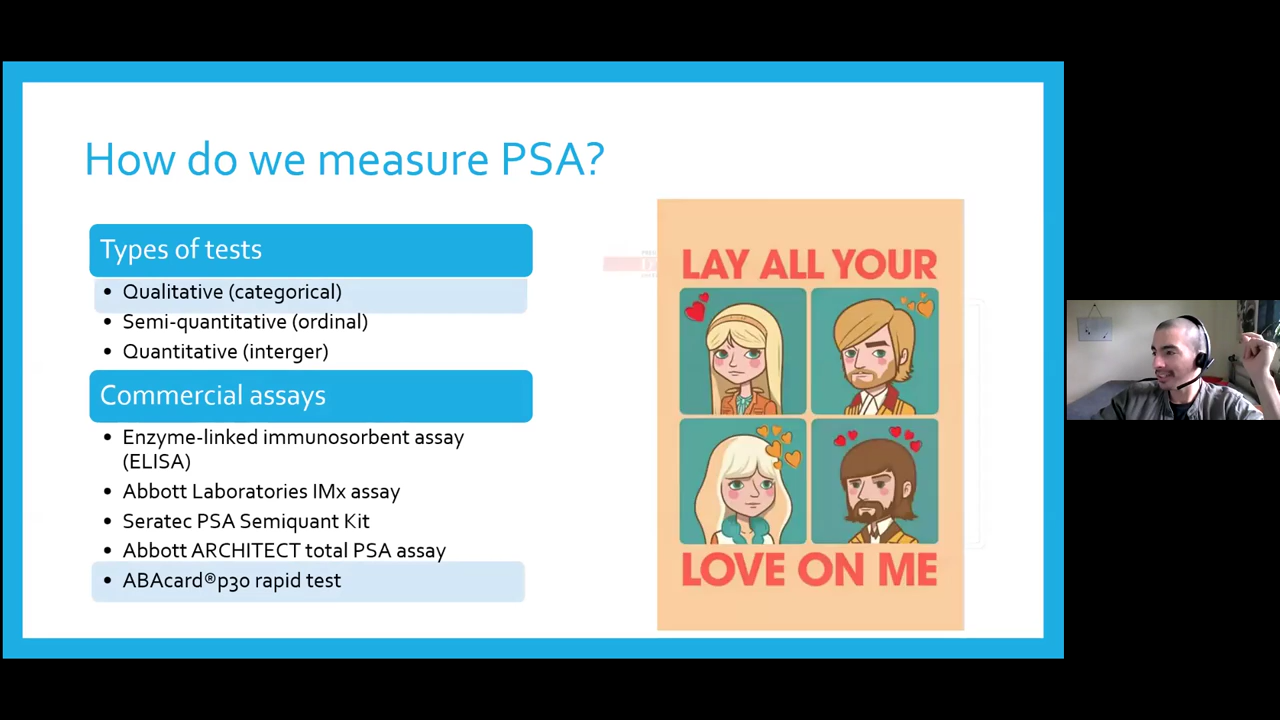 How do we measure PSA?
Types of tests
• Qualitative (categorical)
• Semi-quantitative (ordinal)
• Quantitative (interger)
Commercial assays
• Enzyme-linked immunosorbent assay
(ELISA)
• Abbott Laboratories IMx assay
• Seratec PSA Semiquant Kit
• Abbott ARCHITECT total PSA assay
• ABAcard®p30 rapid test
LAY ALL YOUR
LOVE ON ME